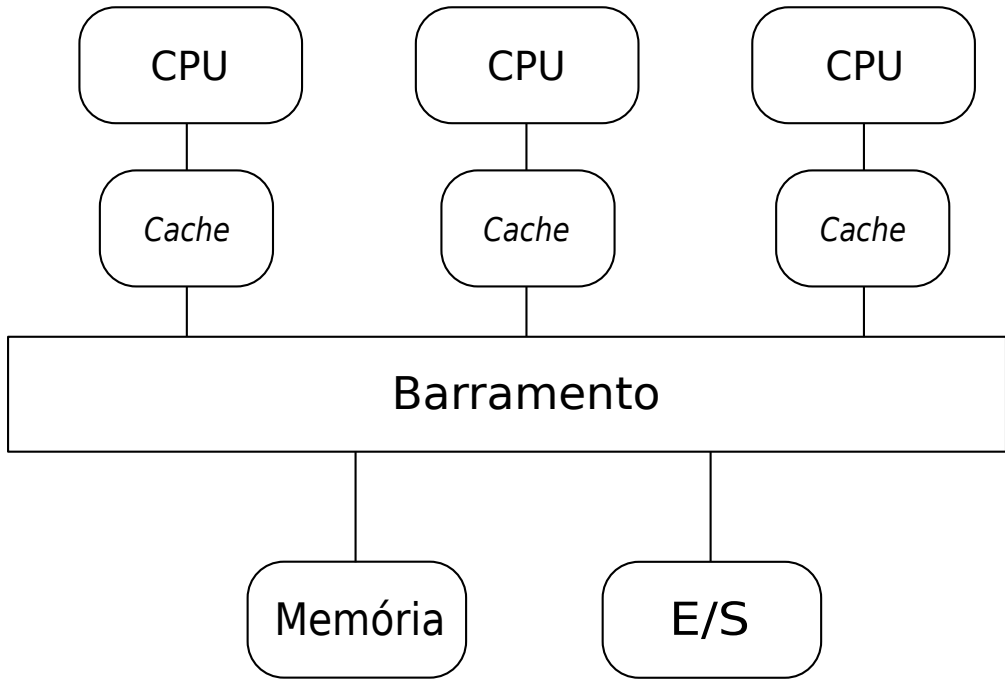 CPU
CPU
CPU
Cache
Cache
Cache
Barramento
Memória
E/S